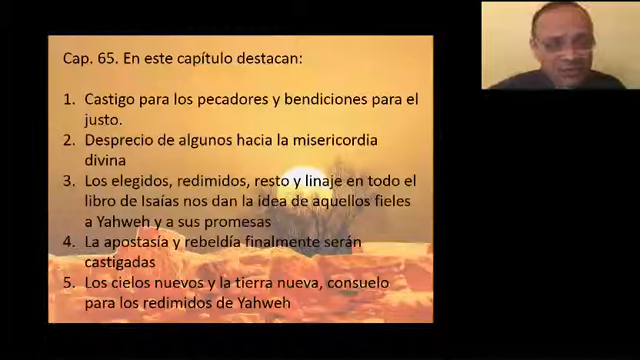 Cap. 65. En este capítulo destacan:
1. Castigo para los pecadores y bendiciones para el
justo.
2. Desprecio de algunos hacia la misericordia
divina
3. Los elegidos, redimidos, resto y linaje en todo el
libro de Isaías nos dan la idea de aquellos fieles
a Yahweh y a sus promesas
4. La apostasía y rebeldía finalmente serán
castigadas
5. Los cielos nuevos y la tierra nueva, consuelo
para los redimidos de Yahweh